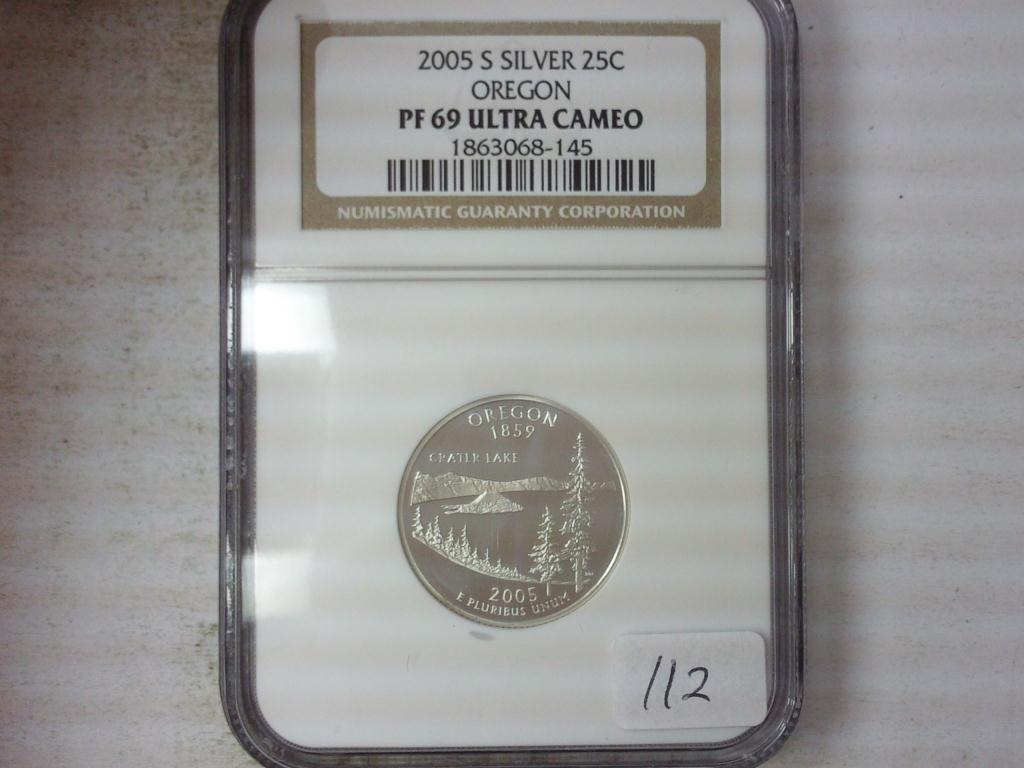 2005 S SILVER 25C
OREGON
PF 69 ULTRA CAMEO
1863068-145
NUMISMATIC GUARANTY CORPORATION
OREGON
1859
CRATER LAKE
2005
E PLURIBUS UNUM
112